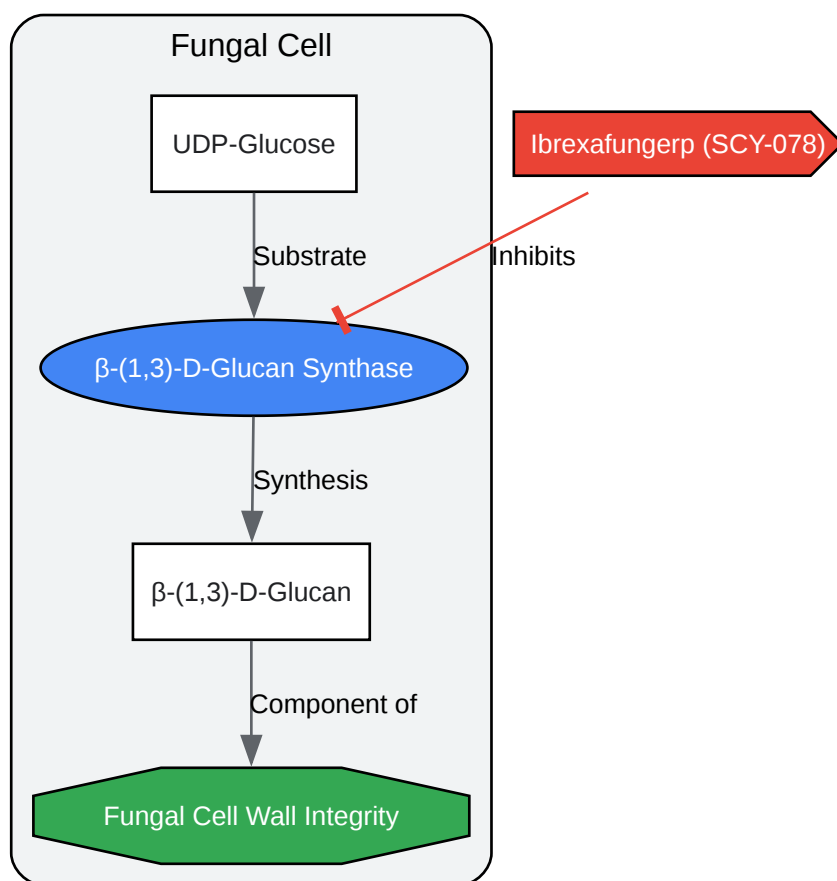 Fungal Cell
UDP-Glucose
Ibrexafungerp (SCY-078)
Substrate
Inhibits
β-(1,3)-D-Glucan Synthase
Synthesis
β-(1,3)-D-Glucan
Component of
Fungal Cell Wall Integrity